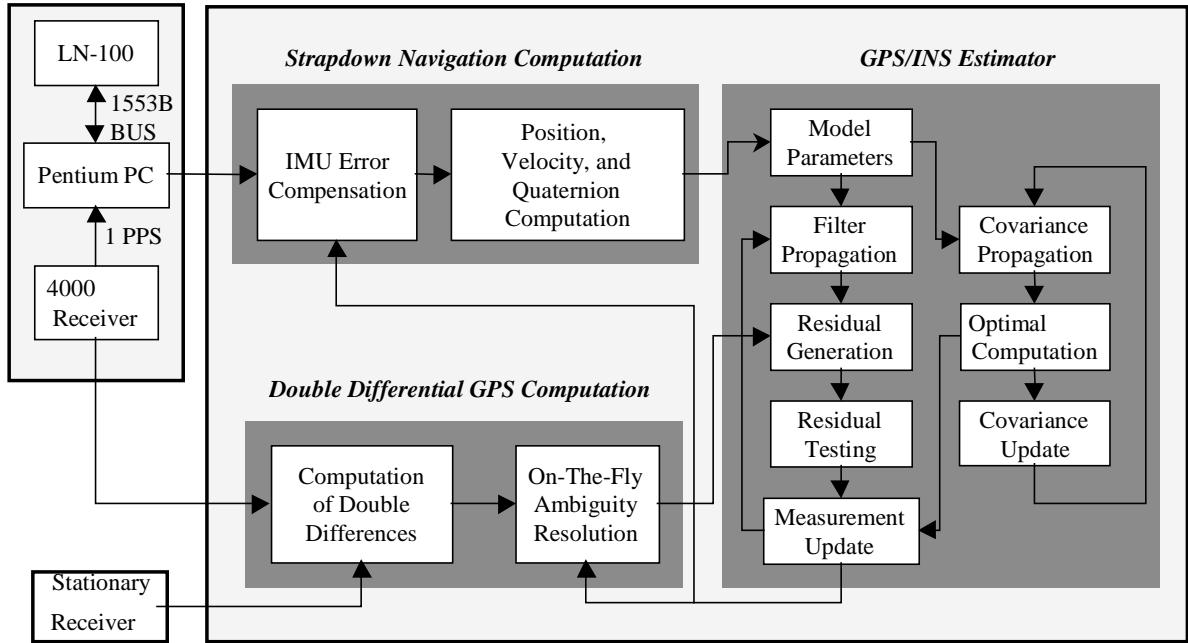 LN-100
1553B
BUS
Pentium PC
1 PPS
4000
Receiver
Stationary
Receiver
Strapdown Navigation Computation
IMU Error
Compensation
Position,
Velocity, and
Quaternion
Computation
Double Differential GPS Computation
Computation
of Double
Differences
On-The-Fly
Ambiguity
Resolution
GPS/INS Estimator
Model
Parameters
Filter
Propagation
Residual
Generation
Residual
Testing
Measurement
Update
Covariance
Propagation
Optimal
Computation
Covariance
Update